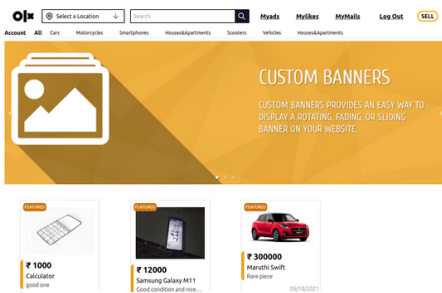 olx Select a Location Search Myads Mylikes MyMails Log Out SELL
Account All Cars Motorcycles Smartphones Houses&Apartments Scooters Vehicles Houses&Apartments
CUSTOM BANNERS
CUSTOM BANNERS PROVIDES AN EASY WAY TO
DISPLAY A ROTATING, FADING, OR SLIDING
BANNER ON YOUR WEBSITE.
FEATURED
₹ 1000
Calculator
good one
FEATURED
₹ 12000
Samsung Galaxy M11
Good condition and nice...
FEATURED
₹ 300000
Maruthi Swift
Rare piece
06/13/2021